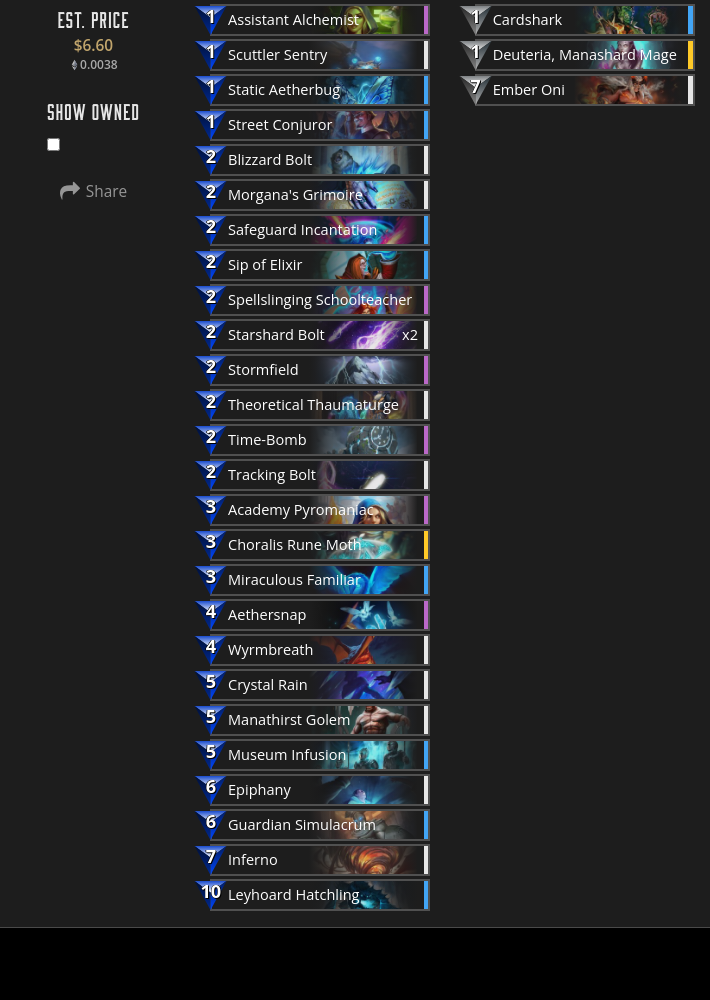 EST. PRICE
$6.60
0.0038
SHOW OWNED
Share
1 Assistant Alchemist
1 Scuttler Sentry
1 Static Aetherbug
1 Street Conjuror
2 Blizzard Bolt
2 Morgana's Grimoire
2 Safeguard Incantation
2 Sip of Elixir
2 Spellslinging Schoolteacher
2 Starshard Bolt x2
2 Stormfield
2 Theoretical Thaumaturge
2 Time-Bomb
2 Tracking Bolt
3 Academy Pyromaniac
3 Choralis Rune Moth
3 Miraculous Familiar
4 Aethersnap
4 Wyrmbreath
5 Crystal Rain
5 Manathirst Golem
5 Museum Infusion
6 Epiphany
6 Guardian Simulacrum
7 Inferno
10 Leyhoard Hatchling
1 Cardshark
1 Deuteria, Manashard Mage
7 Ember Oni